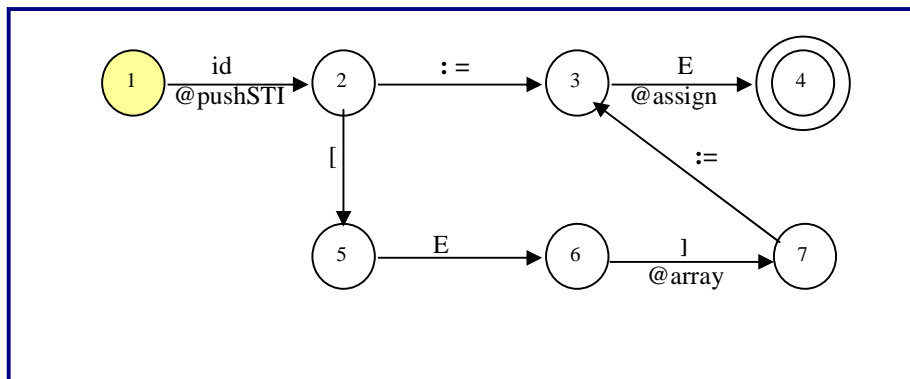 id : = E
1 2 3 4
@pushSTI @assign
[ :=
E ]
5 6 7
@array